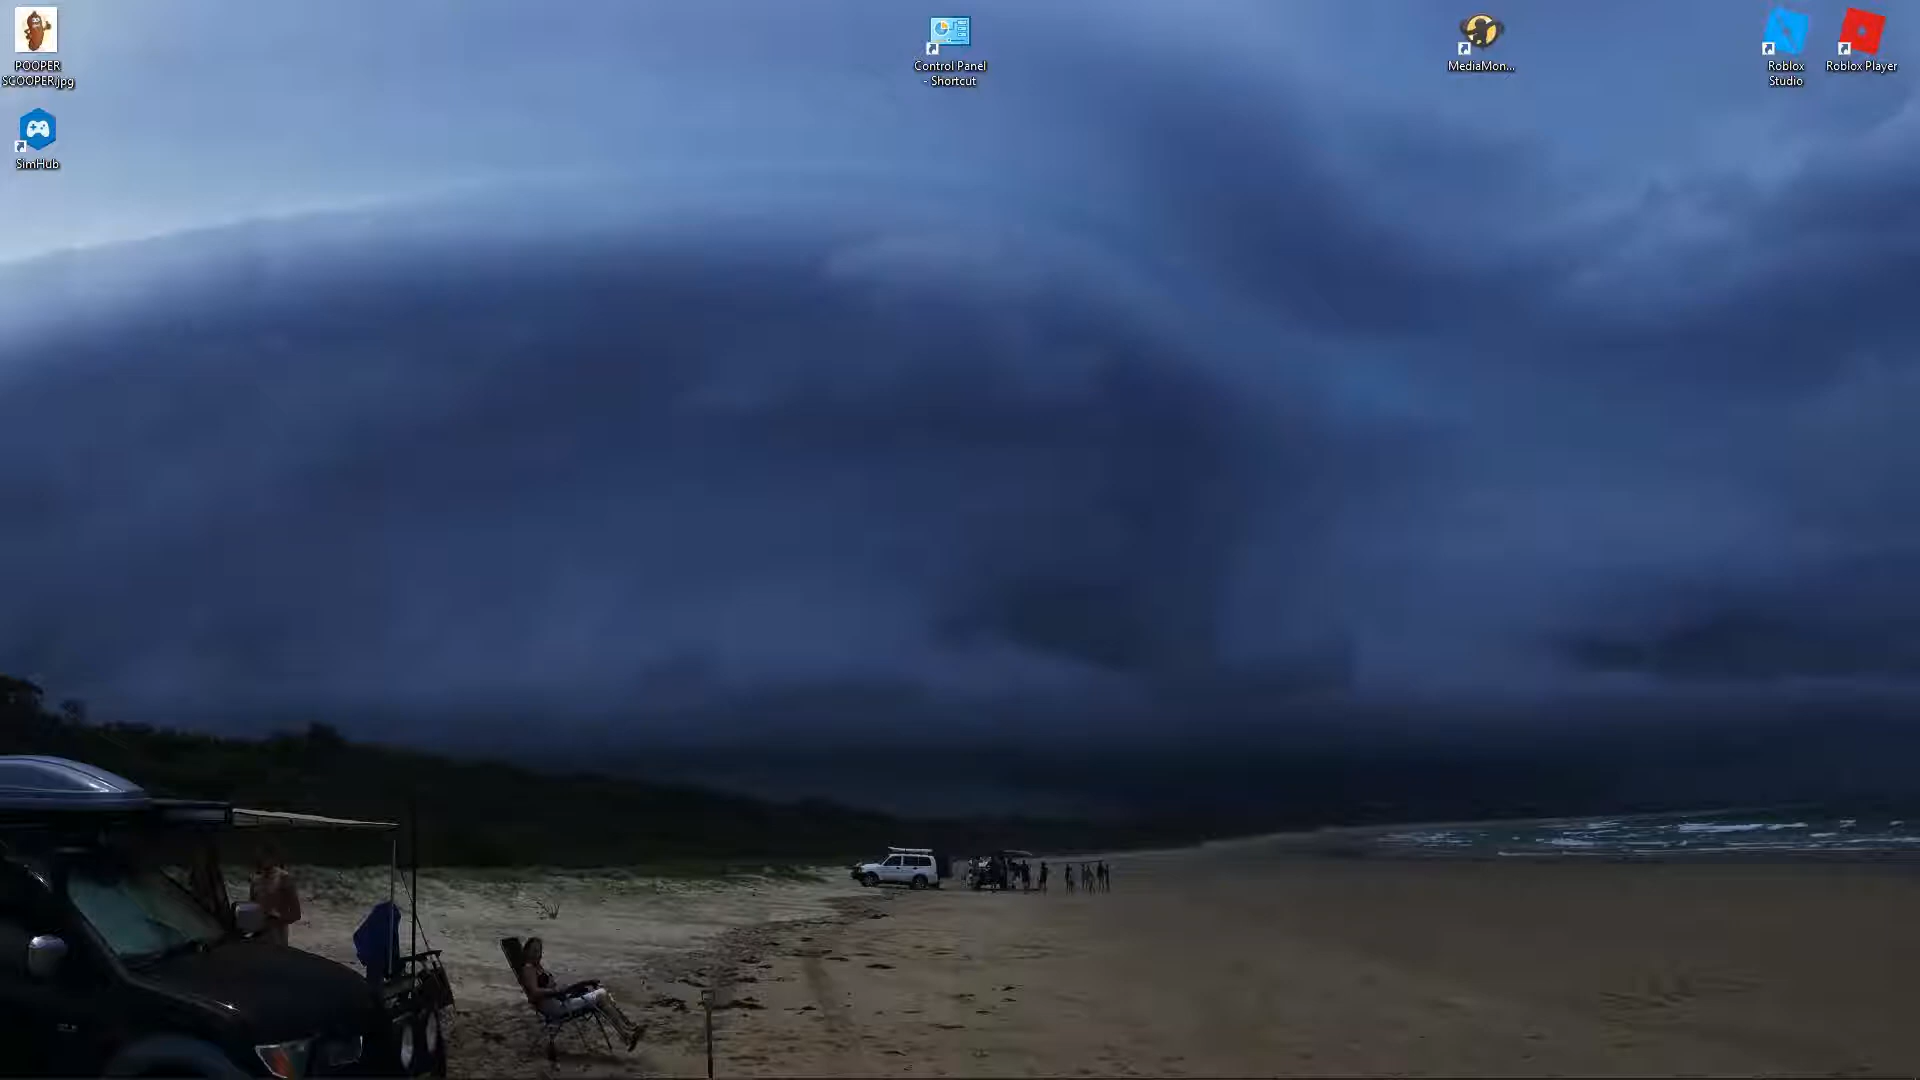 POOPER
SCOOPER.jpg
SimHub
Control Panel
- Shortcut
MediaMon...
Roblox
Studio
Roblox Player